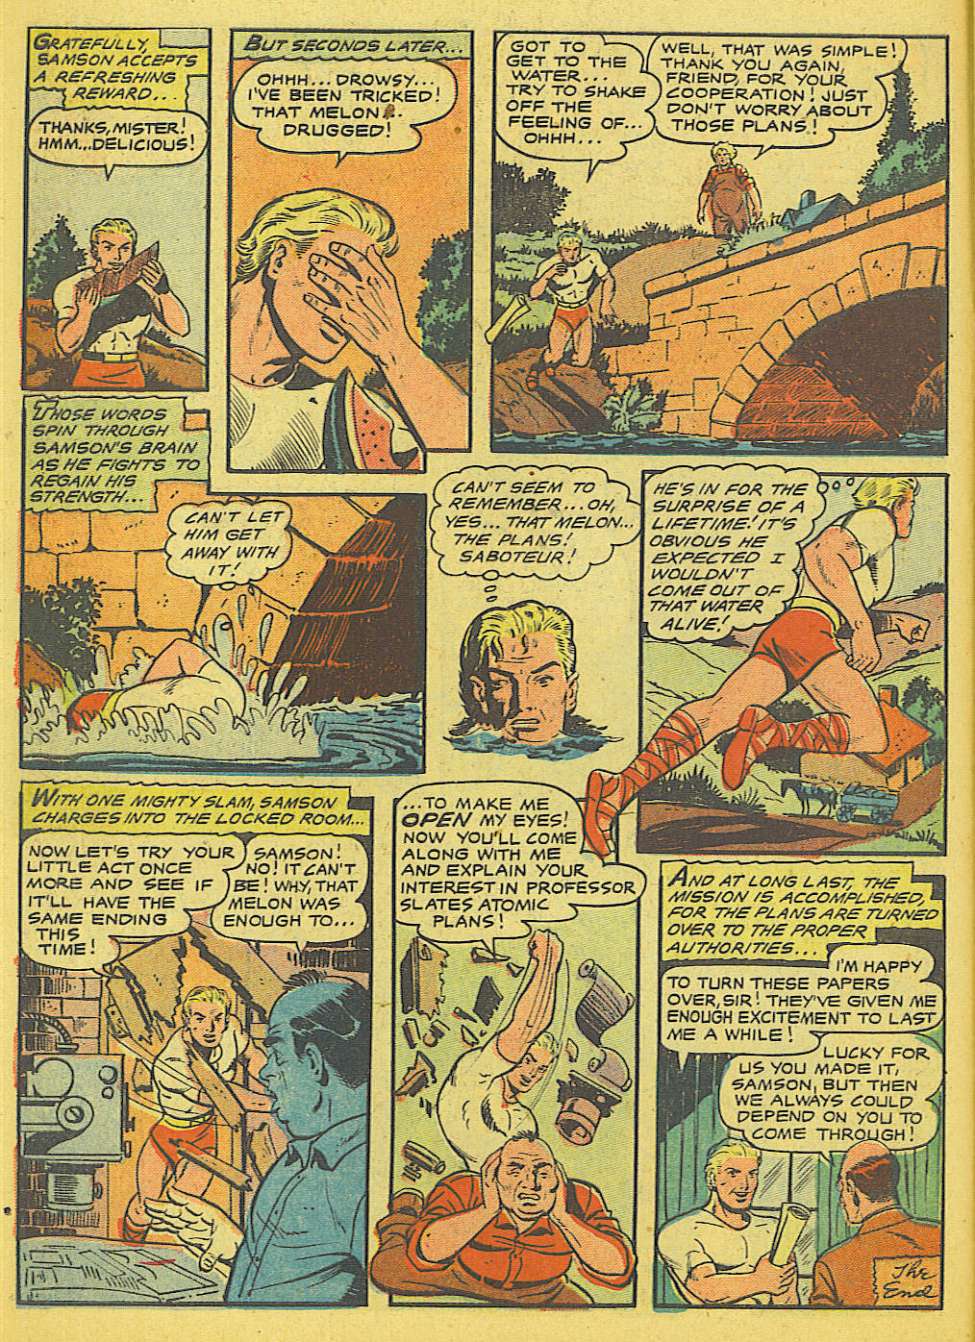 GRATEFULLY,
SAMSON ACCEPTS
A REFRESHING
REWARD...
THANKS, MISTER!
HMM...DELICIOUS!
BUT SECONDS LATER...
OHHH... DROWSY...
I'VE BEEN TRICKED!
THAT MELON..
DRUGGED!
GOT TO
GET TO THE
WATER...
TRY TO SHAKE
OFF THE
FEELING OF...
OHHH...
WELL, THAT WAS SIMPLE!
THANK YOU AGAIN,
FRIEND, FOR YOUR
COOPERATION! JUST
DON'T WORRY ABOUT
THOSE PLANS!
THOSE WORDS
SPIN THROUGH
SAMSON'S BRAIN
AS HE FIGHTS TO
REGAIN HIS
STRENGTH...
CAN'T LET
HIM GET
AWAY WITH
IT!
CAN'T SEEM TO
REMEMBER...OH,
YES...THAT MELON...
THE PLANS!
SABOTEUR!
HE'S IN FOR THE
SURPRISE OF A
LIFETIME! IT'S
OBVIOUS HE
EXPECTED I
WOULDN'T
COME OUT OF
THAT WATER
ALIVE!
WITH ONE MIGHTY SLAM, SAMSON
CHARGES INTO THE LOCKED ROOM...
NOW LET'S TRY YOUR
LITTLE ACT ONCE
MORE AND SEE IF
IT'LL HAVE THE
SAME ENDING
THIS
TIME!
SAMSON!
NO! IT CAN'T
BE! WHY, THAT
MELON WAS
ENOUGH TO...
...TO MAKE ME
OPEN MY EYES!
NOW YOU'LL COME
ALONG WITH ME
AND EXPLAIN YOUR
INTEREST IN PROFESSOR
SLATES ATOMIC
PLANS!
AND AT LONG LAST, THE
MISSION IS ACCOMPLISHED,
FOR THE PLANS ARE TURNED
OVER TO THE PROPER
AUTHORITIES...
I'M HAPPY
TO TURN THESE PAPERS
OVER, SIR! THEY'VE GIVEN ME
ENOUGH EXCITEMENT TO LAST
ME A WHILE!
LUCKY FOR
US YOU MADE IT,
SAMSON, BUT THEN
WE ALWAYS COULD
DEPEND ON YOU TO
COME THROUGH!
The
End